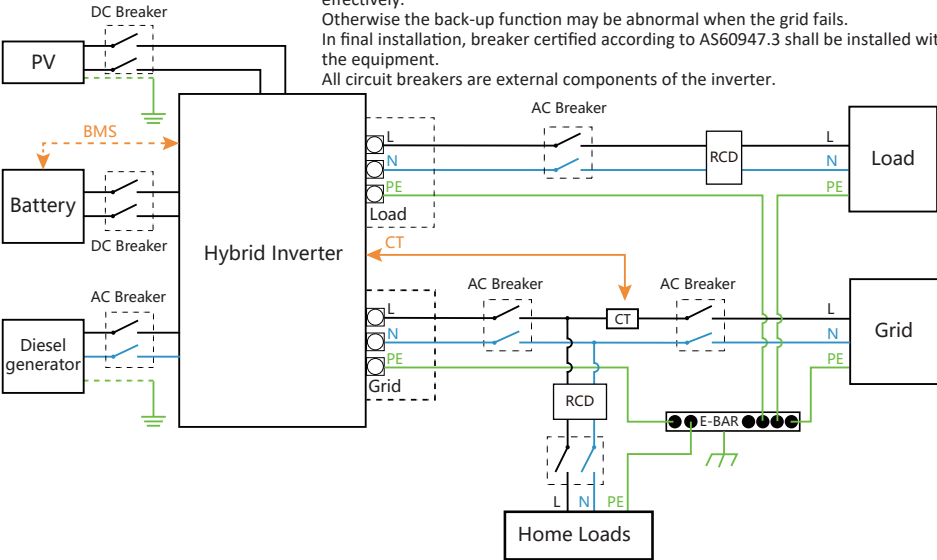 effectively.
Otherwise the back-up function may be abnormal when the grid fails.
In final installation, breaker certified according to AS60947.3 shall be installed
the equipment.
All circuit breakers are external components of the inverter.
DC Breaker
PV
BMS
Battery
DC Breaker
AC Breaker
Diesel
generator
Hybrid Inverter
L
N
PE
Load
CT
L
N
PE
Grid
AC Breaker
RCD
L
N
PE
Load
AC Breaker
CT
AC Breaker
L
N
PE
Grid
RCD
E-BAR
L N PE
Home Loads